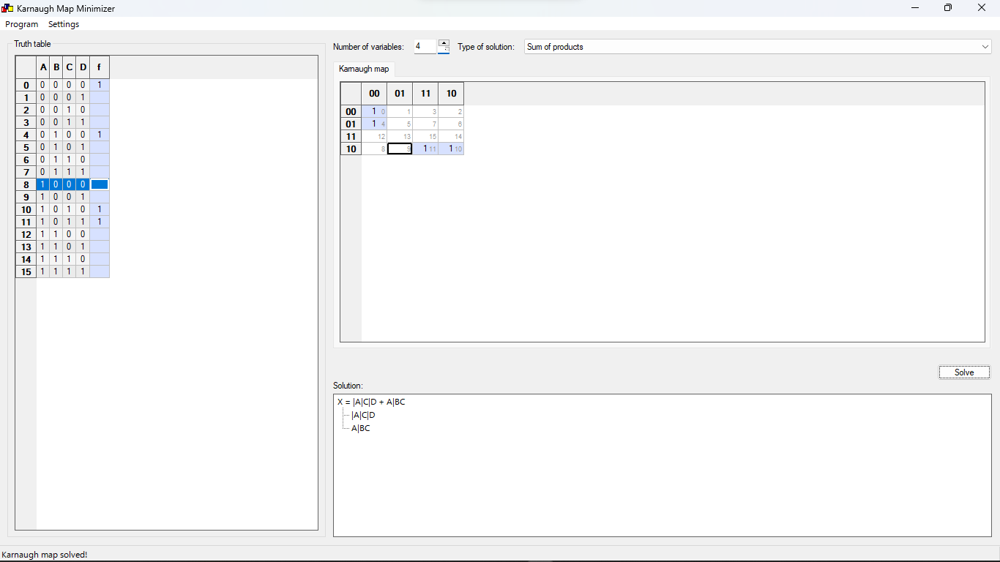 Karnaugh Map Minimizer
Program Settings
Truth table
A B C D f
0 0 0 0 0 1
1 0 0 0 1
2 0 0 1 0
3 0 0 1 1
4 0 1 0 0 1
5 0 1 0 1
6 0 1 1 0
7 0 1 1 1
8 1 0 0 0
9 1 0 0 1
10 1 0 1 0 1
11 1 0 1 1 1
12 1 1 0 0
13 1 1 0 1
14 1 1 1 0
15 1 1 1 1
Number of variables: 4 Type of solution: Sum of products
Karnaugh map
00 01 11 10
00 1 0 1 3 2
01 1 4 5 7 6
11 12 13 15 14
10 8 9 1 11 1 10
Solve
Solution:
X = |A|C|D + A|BC
|A|C|D
A|BC
Karnaugh map solved!